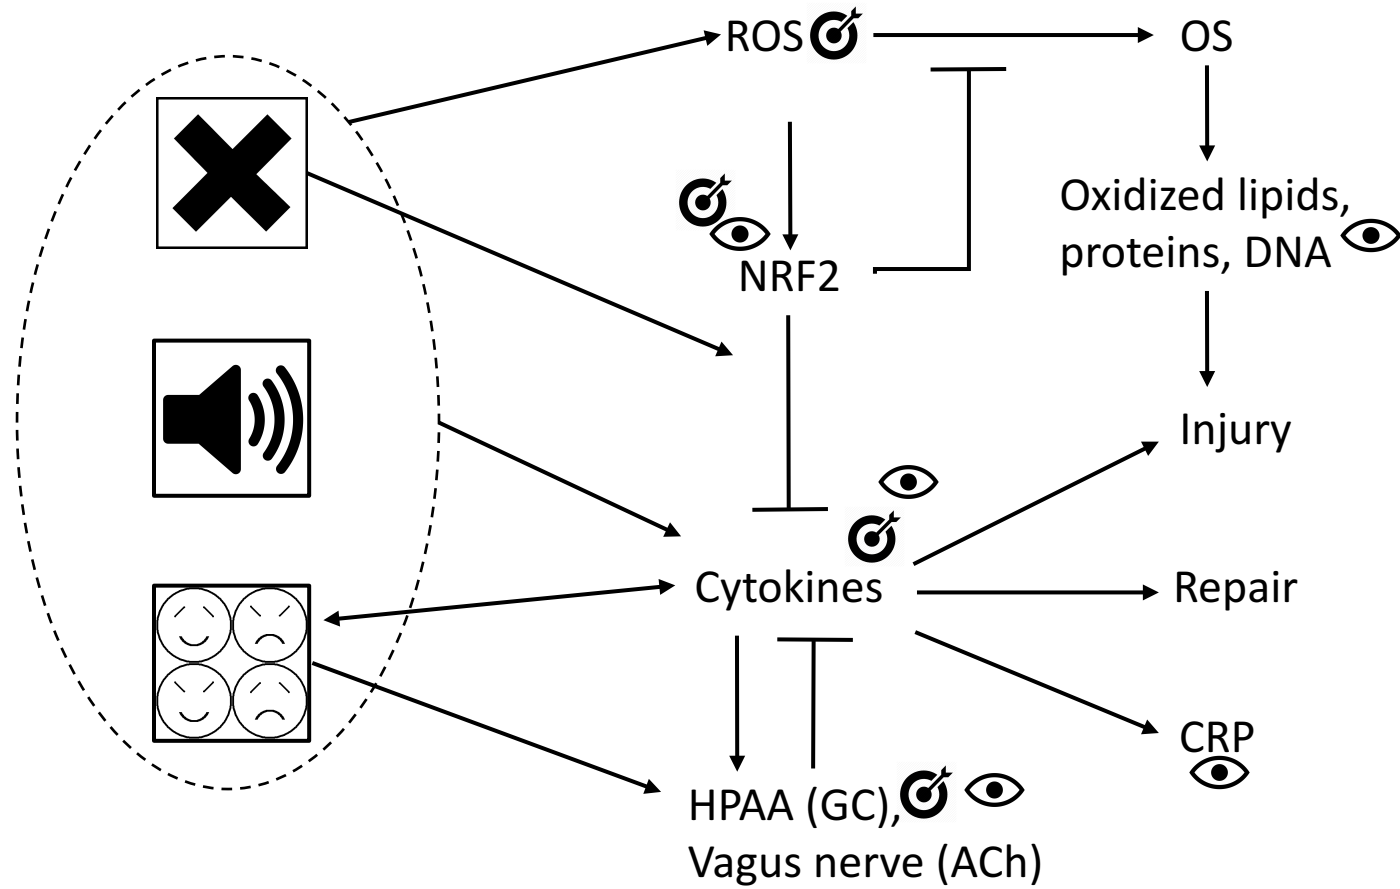 ROS
OS
Oxidized lipids,
proteins, DNA
NRF2
Injury
Cytokines
Repair
CRP
HPAA (GC),
Vagus nerve (ACh)